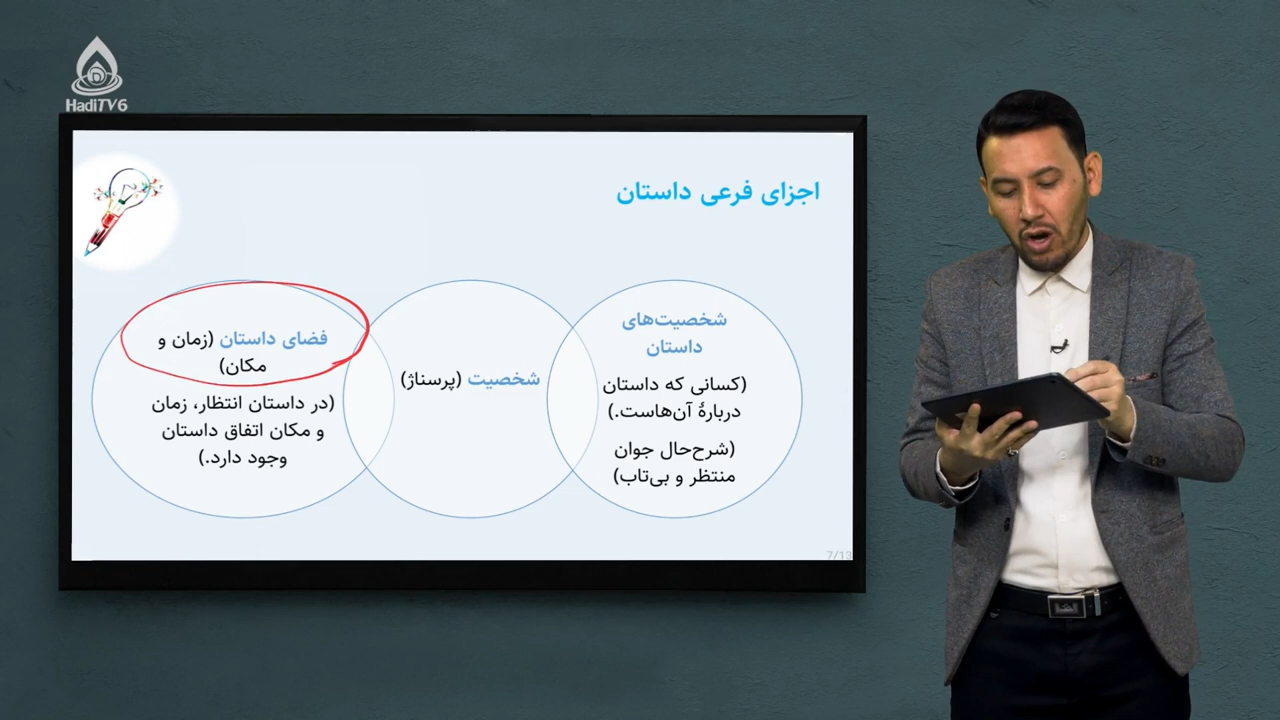 HadiTV6
اجزای فرعی داستان
شخصیت‌های
داستان
(کسانی که داستان
دربارهٔ آن‌هاست.)
(شرح‌حال جوان
منتظر و بی‌تاب)
شخصیت (پرسناژ)
فضای داستان (زمان و
مکان)
(در داستان انتظار، زمان
و مکان اتفاق داستان
وجود دارد.)
7/13